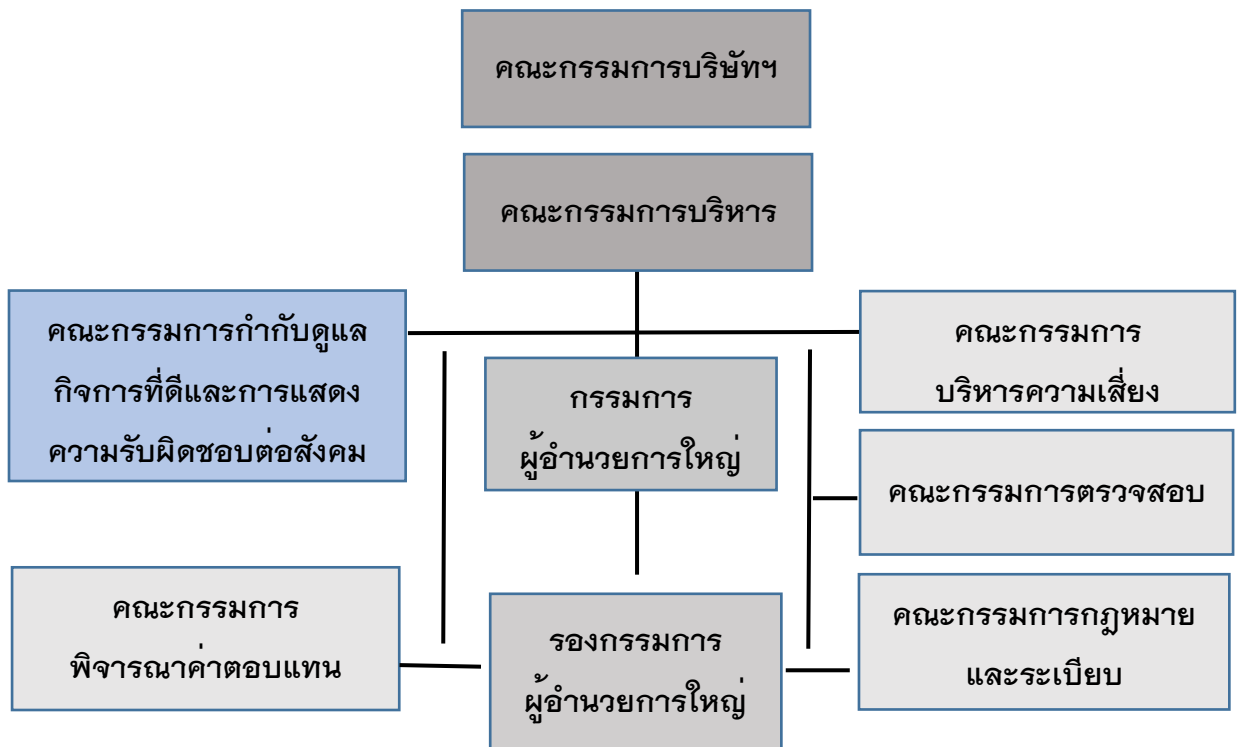 คณะกรรมการบริษัทฯ
คณะกรรมการบริหาร
คณะกรรมการกำกับดูแล
กิจการที่ดีและการแสดง
ความรับผิดชอบต่อสังคม
กรรมการ
ผู้อำนวยการใหญ่
คณะกรรมการ
บริหารความเสี่ยง
คณะกรรมการตรวจสอบ
คณะกรรมการ
พิจารณาค่าตอบแทน
รองกรรมการ
ผู้อำนวยการใหญ่
คณะกรรมการกฎหมาย
และระเบียบ